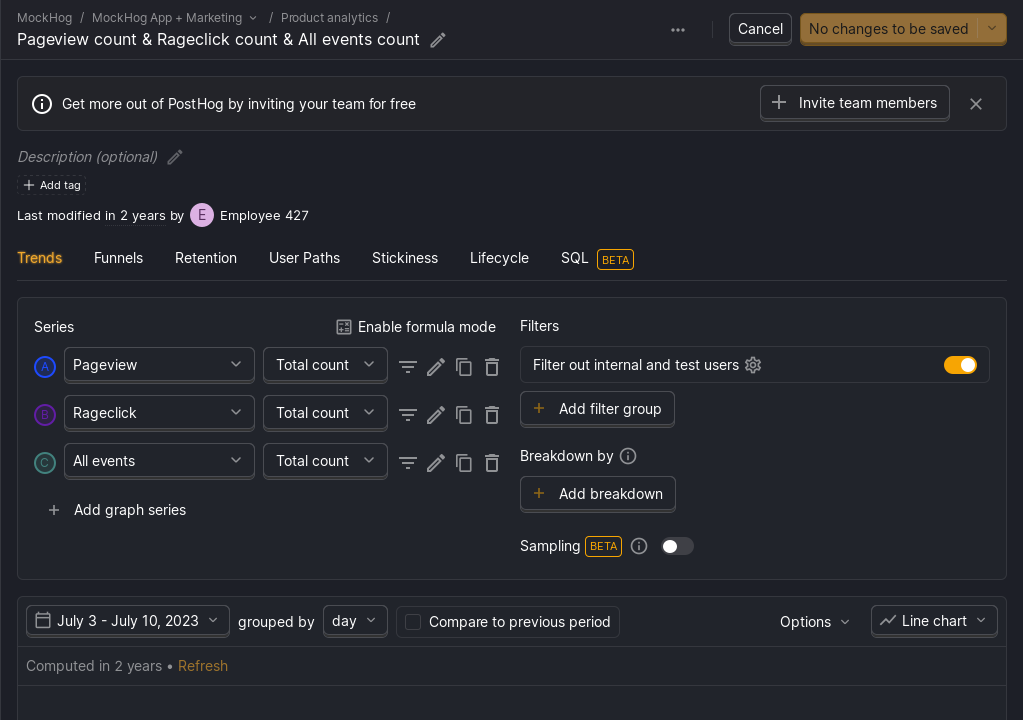 MockHog / MockHog App + Marketing / Product analytics /
Pageview count & Rageclick count & All events count
Cancel
No changes to be saved
Get more out of PostHog by inviting your team for free
Invite team members
Description (optional)
Add tag
Last modified in 2 years by E Employee 427
Trends Funnels Retention User Paths Stickiness Lifecycle SQL BETA
Series
Enable formula mode
A Pageview Total count
B Rageclick Total count
C All events Total count
Add graph series
Filters
Filter out internal and test users
Add filter group
Breakdown by
Add breakdown
Sampling BETA
July 3 - July 10, 2023 grouped by day Compare to previous period Options Line chart
Computed in 2 years • Refresh